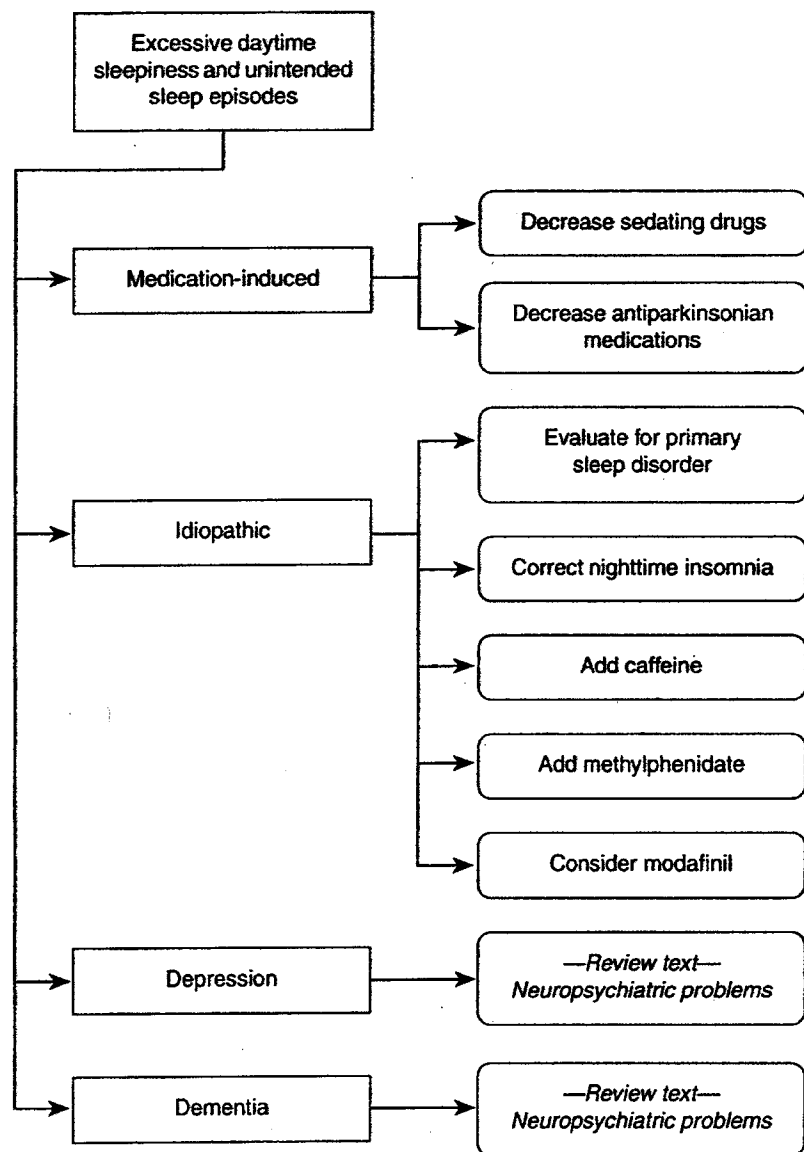 Excessive daytime
sleepiness and unintended
sleep episodes
Medication-induced
Decrease sedating drugs
Decrease antiparkinsonian
medications
Idiopathic
Evaluate for primary
sleep disorder
Correct nighttime insomnia
Add caffeine
Add methylphenidate
Consider modafinil
Depression
—Review text—
Neuropsychiatric problems
Dementia
—Review text—
Neuropsychiatric problems